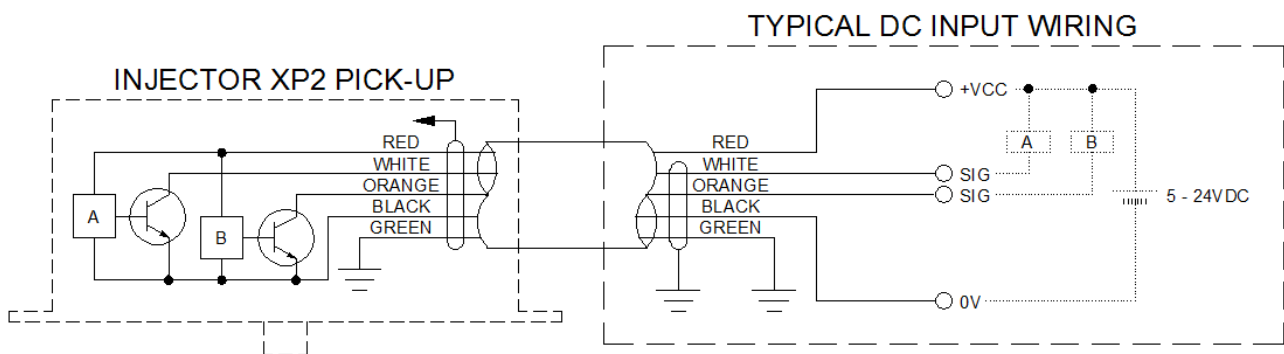 TYPICAL DC INPUT WIRING
INJECTOR XP2 PICK-UP
RED
WHITE
ORANGE
BLACK
GREEN
A
B
RED
WHITE
ORANGE
BLACK
GREEN
+VCC
SIG
SIG
0V
A
B
5 - 24VDC